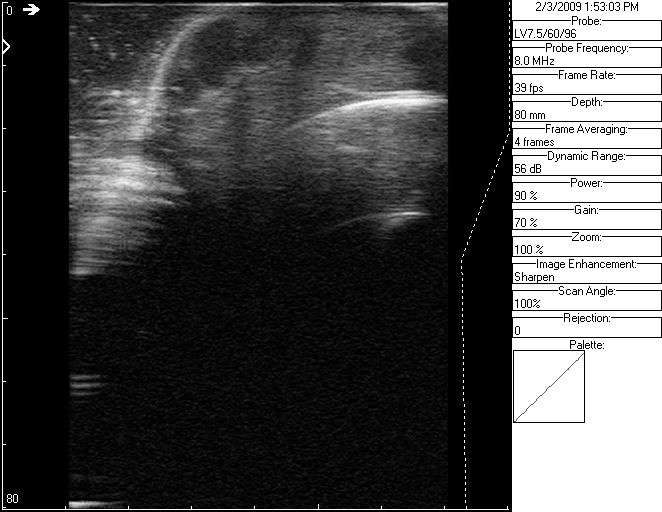 0
80
2/3/2009 1:53:03 PM
Probe:
LV7.5/60/96
Probe Frequency:
8.0 MHz
Frame Rate:
39 fps
Depth:
80 mm
Frame Averaging:
4 frames
Dynamic Range:
56 dB
Power:
90 %
Gain:
70 %
Zoom:
100 %
Image Enhancement:
Sharpen
Scan Angle:
100%
Rejection:
0
Palette: